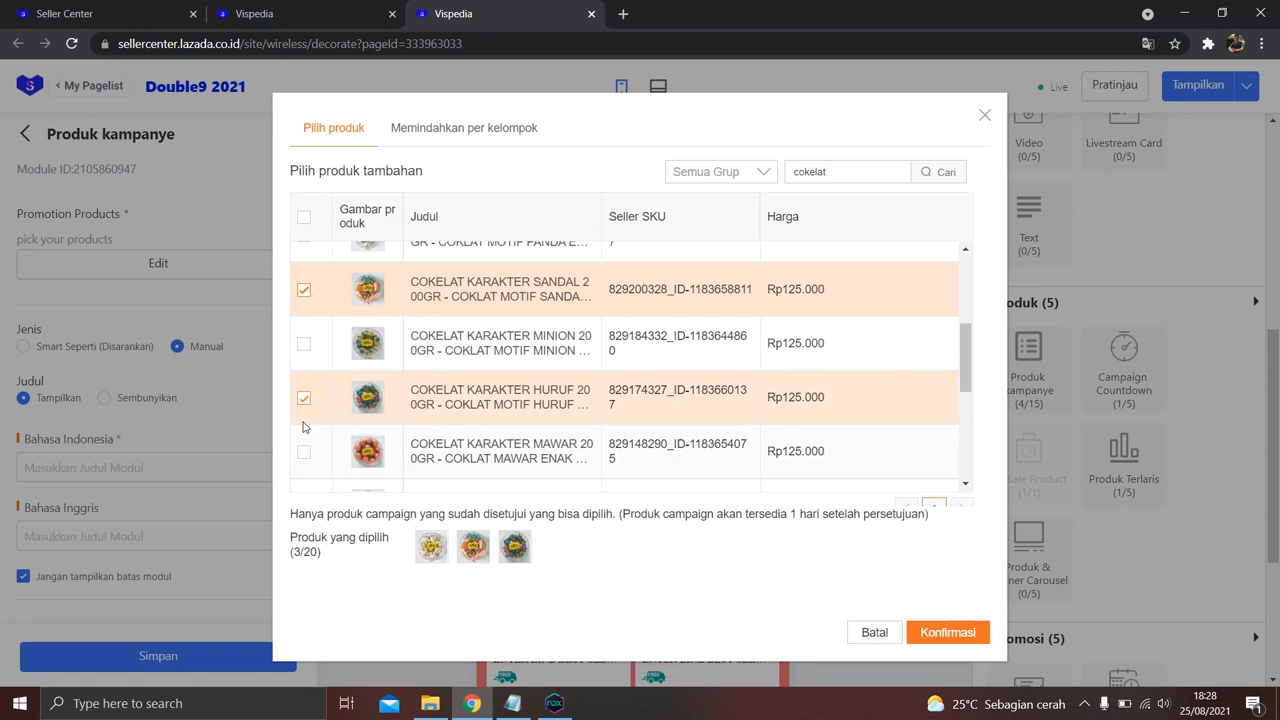 Seller Center
Vispedia
Vispedia
sellercenter.lazada.co.id/site/wireless/decorate?pageId=333963033
My Pagelist
Double9 2021
Live
Pratinjau
Tampilkan
Produk kampanye
Module ID:2105860947
Promotion Products *
pick your products
Edit
Jenis
Smart Seperti (Disarankan)
Manual
Judul
Tampilkan
Sembunyikan
Bahasa Indonesia *
Masukkan Judul Modul
Bahasa Inggris
Masukkan Judul Modul
Jangan tampilkan batas modul
Simpan
Pilih produk
Memindahkan per kelompok
Pilih produk tambahan
Semua Grup
cokelat
Cari
Gambar pr
oduk
Judul
Seller SKU
Harga
GR - COKLAT MOTIF PANDA E...
7
COKELAT KARAKTER SANDAL 2
00GR - COKLAT MOTIF SANDA...
829200328_ID-1183658811
Rp125.000
COKELAT KARAKTER MINION 20
0GR - COKLAT MOTIF MINION ...
829184332_ID-118364486
0
Rp125.000
COKELAT KARAKTER HURUF 20
0GR - COKLAT MOTIF HURUF ...
829174327_ID-118366013
7
Rp125.000
COKELAT KARAKTER MAWAR 20
0GR - COKLAT MAWAR ENAK ...
829148290_ID-118365407
5
Rp125.000
Hanya produk campaign yang sudah disetujui yang bisa dipilih. (Produk campaign akan tersedia 1 hari setelah persetujuan)
Produk yang dipilih
(3/20)
Batal
Konfirmasi
Video
(0/5)
Livestream Card
(0/5)
Text
(0/5)
oduk (5)
Produk
kampanye
(4/15)
Campaign
Countdown
(1/5)
Sale Product
(1/1)
Produk Terlaris
(1/5)
Produk &
ner Carousel
(0/5)
omosi (5)
Type here to search
25°C Sebagian cerah
18:28
25/08/2021